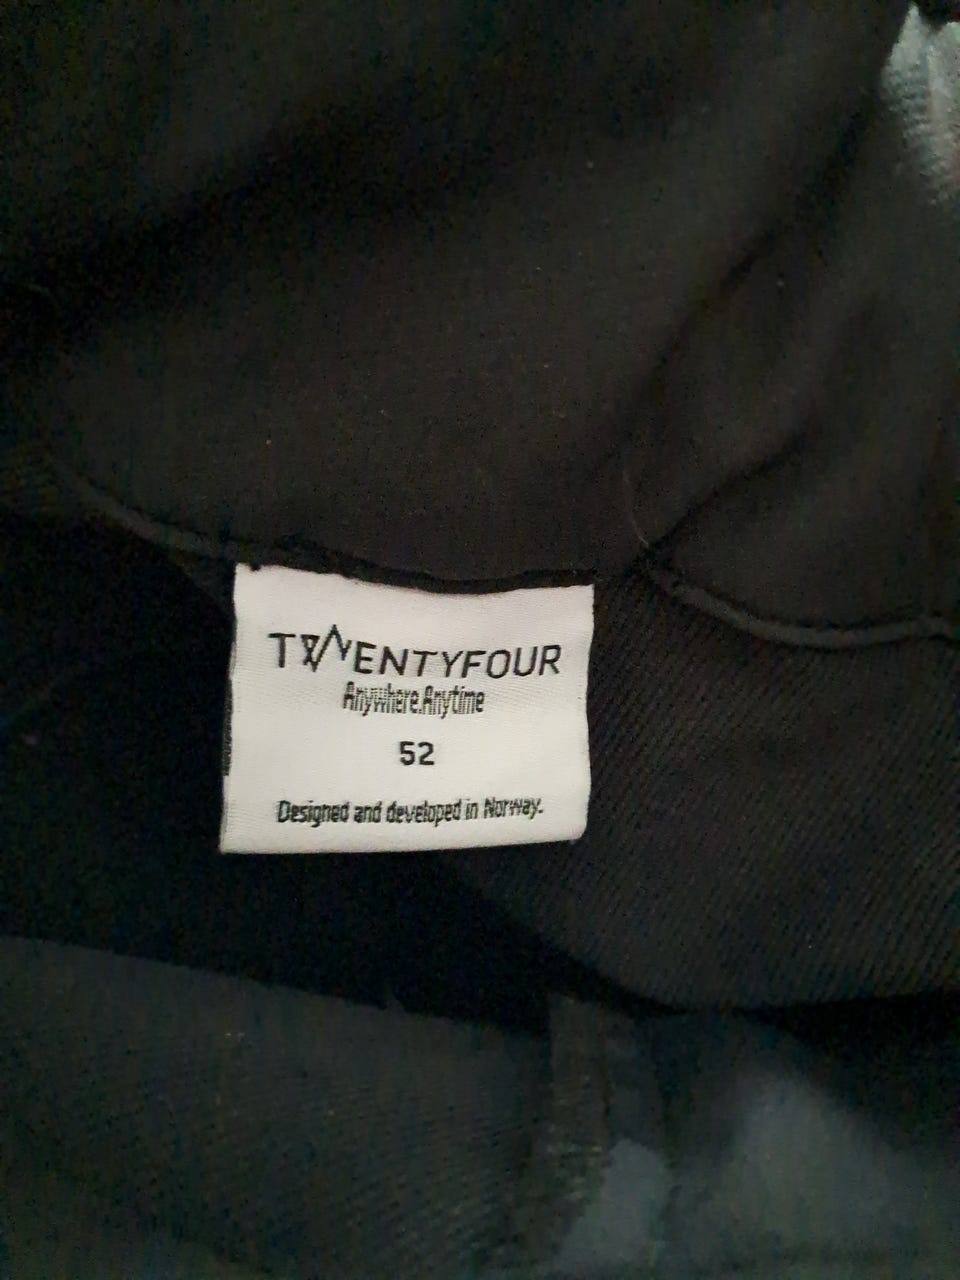 TWENTYFOUR
Anywhere.Anytime
52
Designed and developed in Norway.